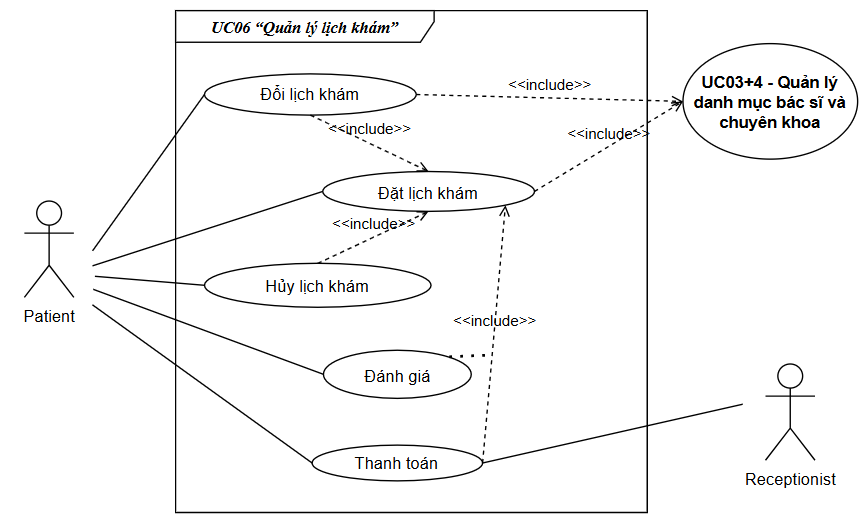 UC06 “Quản lý lịch khám”
Đổi lịch khám
<<include>>
UC03+4 - Quản lý
danh mục bác sĩ và
chuyên khoa
<<include>>
<<include>>
Đặt lịch khám
<<include>>
Hủy lịch khám
Patient
<<include>>
Đánh giá
Thanh toán
Receptionist